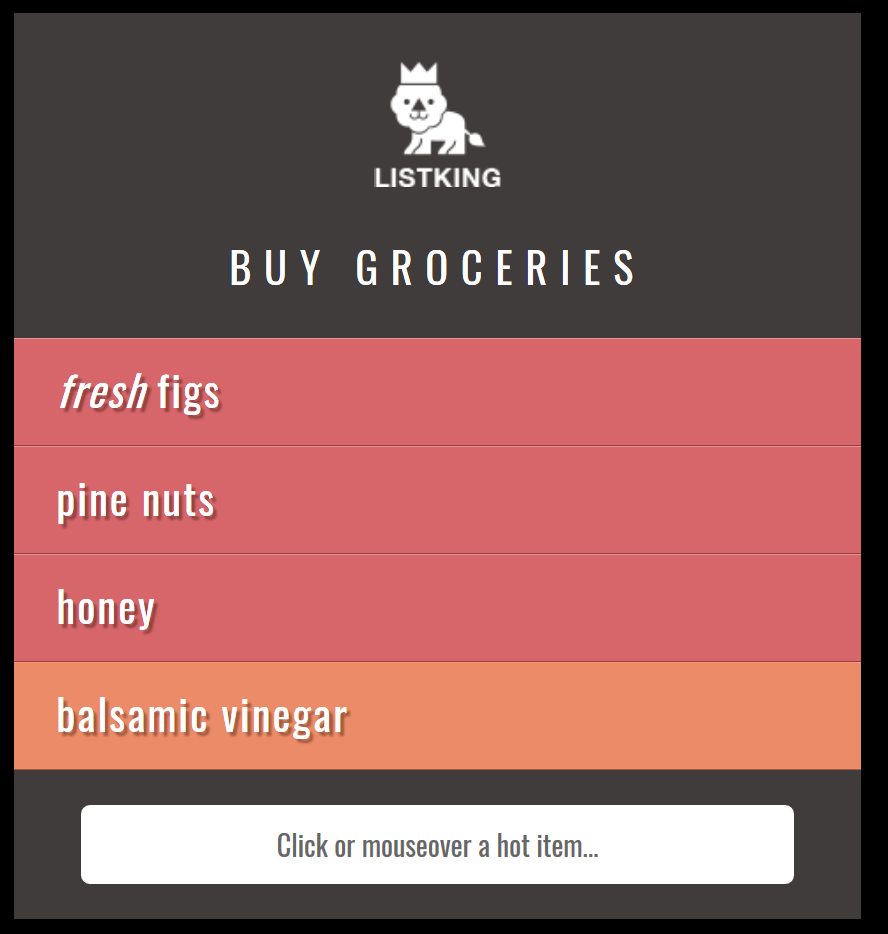 LISTKING
BUY GROCERIES
fresh figs
pine nuts
honey
balsamic vinegar
Click or mouseover a hot item...